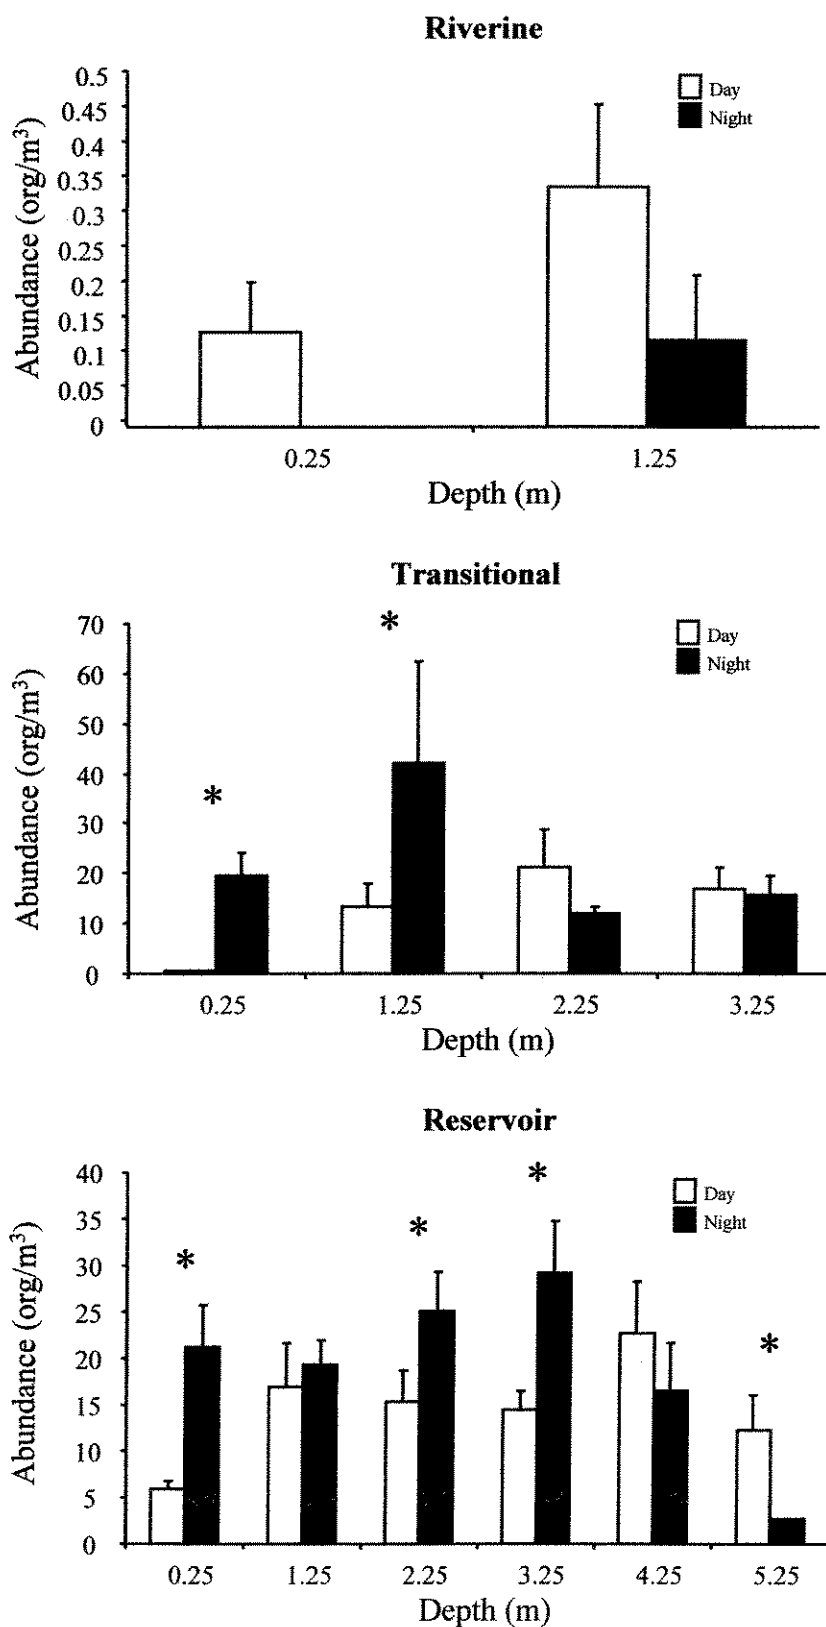 Riverine
Abundance (org/m³)
0.5
0.45
0.4
0.35
0.3
0.25
0.2
0.15
0.1
0.05
0
Day
Night
0.25 1.25
Depth (m)
Transitional
Abundance (org/m³)
70
60
50
40
30
20
10
0
Day
Night
*
*
0.25 1.25 2.25 3.25
Depth (m)
Reservoir
Abundance (org/m³)
40
35
30
25
20
15
10
5
0
Day
Night
*
*
*
*
0.25 1.25 2.25 3.25 4.25 5.25
Depth (m)